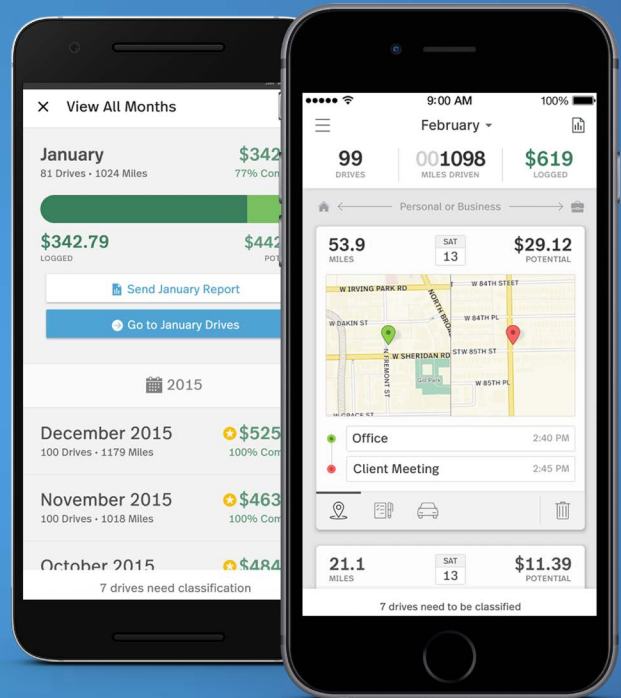 View All Months
January
$342
81 Drives • 1024 Miles
77% Com
$342.79
$442
LOGGED
POT
Send January Report
Go to January Drives
2015
December 2015
$525
100 Drives • 1179 Miles
100% Com
November 2015
$463
100 Drives • 1018 Miles
100% Com
October 2015
$484
7 drives need classification
9:00 AM
100%
February
99
001098
$619
DRIVES
MILES DRIVEN
LOGGED
Personal or Business
53.9
SAT
$29.12
MILES
13
POTENTIAL
W IRVING PARK RD
W 84TH STEET
NORTH BRO
W DAKIN ST
W 84TH PL
W SHERIDAN RD
STW 85TH ST
N FREMONT ST
Gill Park
W 85TH PL
W GRACE ST
Office
2:40 PM
Client Meeting
2:45 PM
21.1
SAT
$11.39
MILES
13
POTENTIAL
7 drives need to be classified